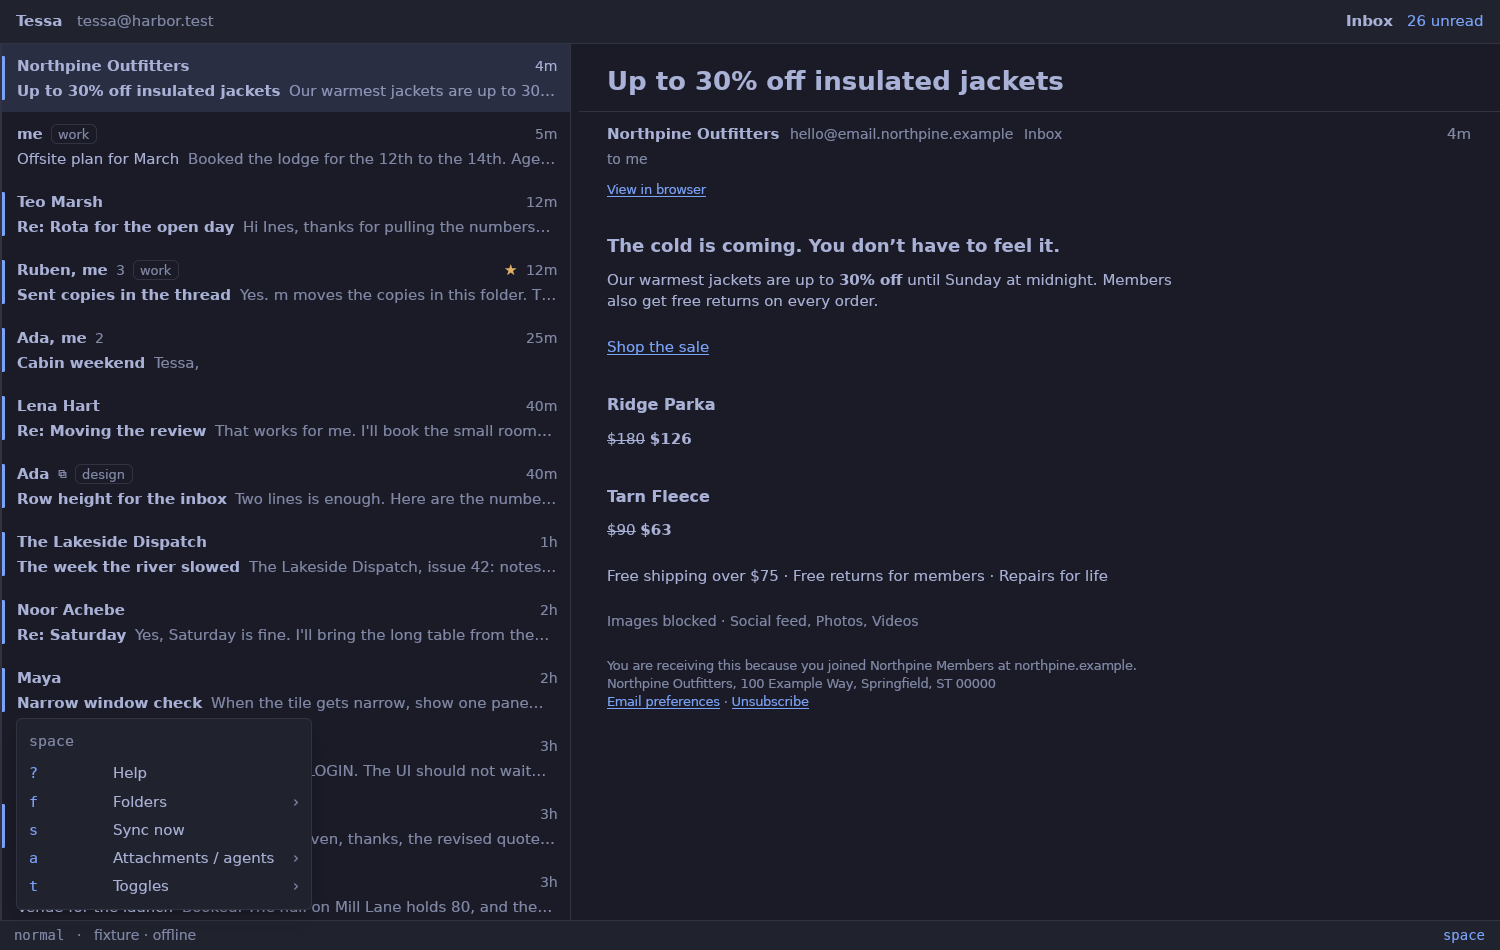 Tessa tessa@harbor.test
Inbox 26 unread
Northpine Outfitters 4m
Up to 30% off insulated jackets Our warmest jackets are up to 30…
me work 5m
Offsite plan for March Booked the lodge for the 12th to the 14th. Age…
Teo Marsh 12m
Re: Rota for the open day Hi Ines, thanks for pulling the numbers…
Ruben, me 3 work ★ 12m
Sent copies in the thread Yes. m moves the copies in this folder. T…
Ada, me 2 25m
Cabin weekend Tessa,
Lena Hart 40m
Re: Moving the review That works for me. I'll book the small room…
Ada design 40m
Row height for the inbox Two lines is enough. Here are the numbe…
The Lakeside Dispatch 1h
The week the river slowed The Lakeside Dispatch, issue 42: notes…
Noor Achebe 2h
Re: Saturday Yes, Saturday is fine. I'll bring the long table from the…
Maya 2h
Narrow window check When the tile gets narrow, show one pane…
3h
LOGIN. The UI should not wait…
3h
ven, thanks, the revised quote…
3h
on Mill Lane holds 80, and the…
space
? Help
f Folders ›
s Sync now
a Attachments / agents ›
t Toggles ›
Up to 30% off insulated jackets
Northpine Outfitters hello@email.northpine.example Inbox 4m
to me
View in browser
The cold is coming. You don’t have to feel it.
Our warmest jackets are up to 30% off until Sunday at midnight. Members
also get free returns on every order.
Shop the sale
Ridge Parka
$180 $126
Tarn Fleece
$90 $63
Free shipping over $75 · Free returns for members · Repairs for life
Images blocked · Social feed, Photos, Videos
You are receiving this because you joined Northpine Members at northpine.example.
Northpine Outfitters, 100 Example Way, Springfield, ST 00000
Email preferences · Unsubscribe
normal · fixture · offline
space